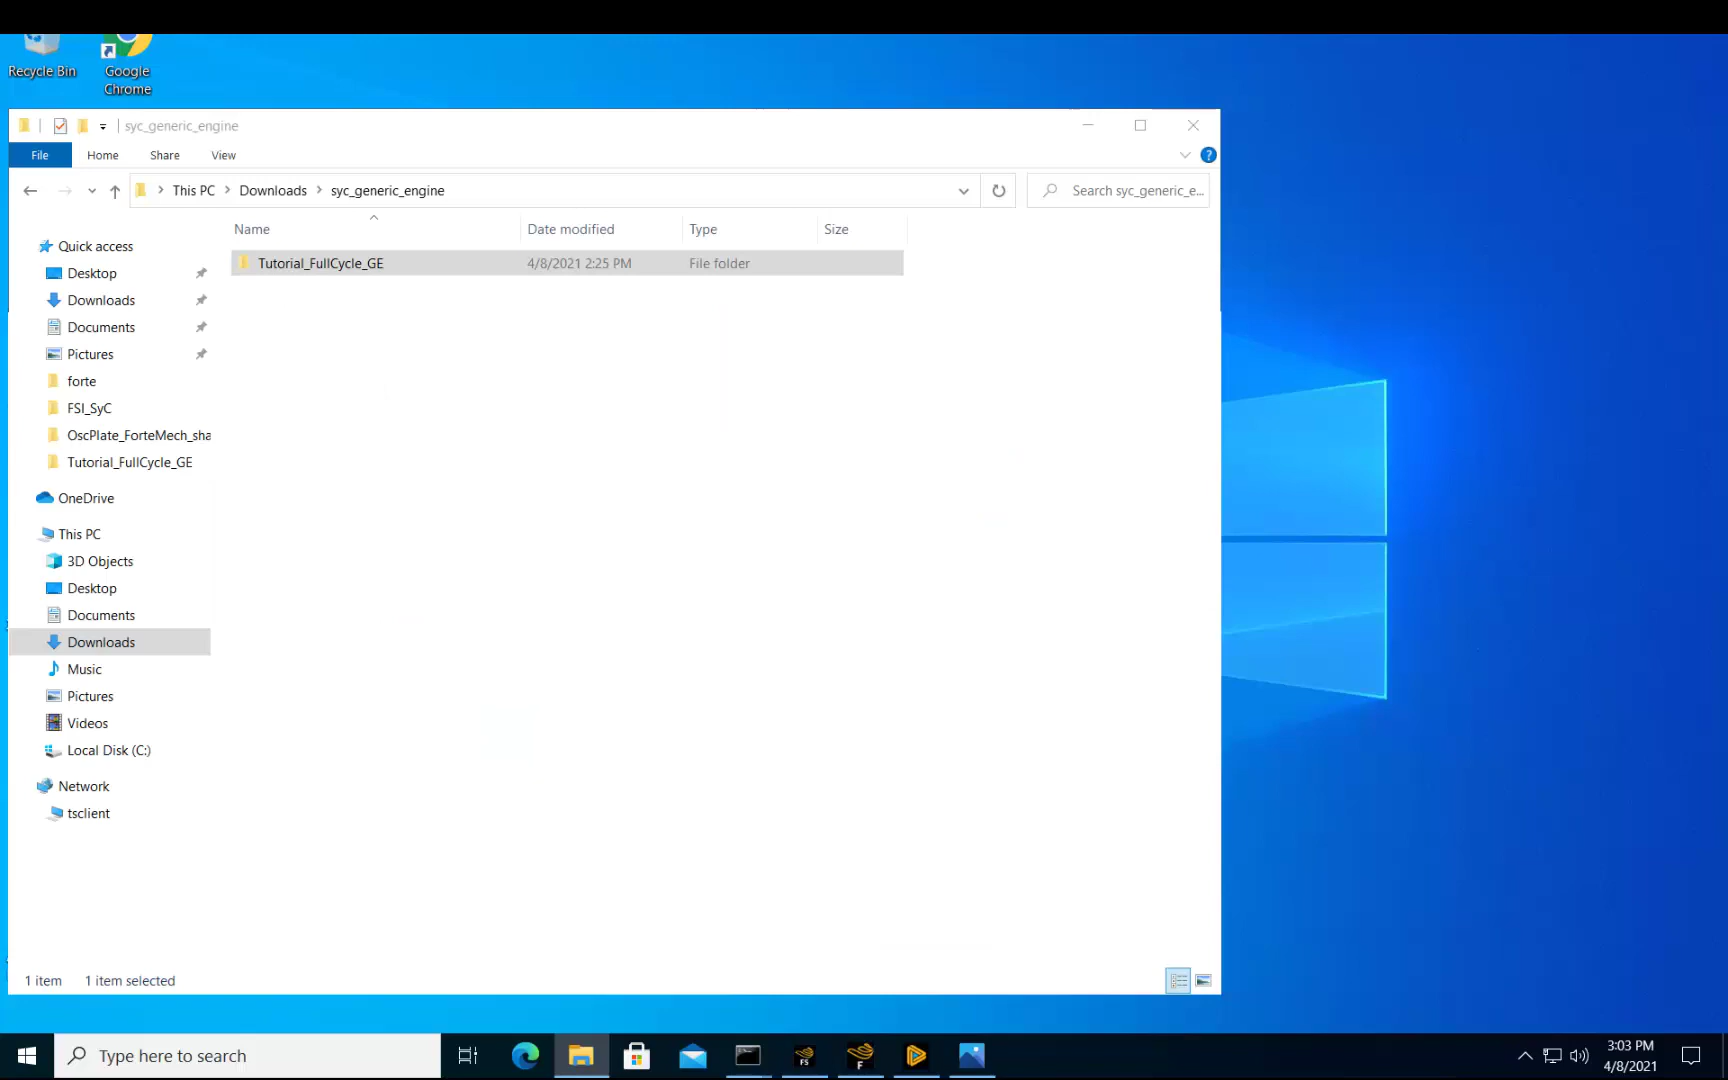 Recycle Bin
Google
Chrome
syc_generic_engine
File
Home
Share
View
?
This PC
Downloads
syc_generic_engine
Search syc_generic_e...
Name
Date modified
Type
Size
Tutorial_FullCycle_GE
4/8/2021 2:25 PM
File folder
Quick access
Desktop
Downloads
Documents
Pictures
forte
FSI_SyC
OscPlate_ForteMech_sha
Tutorial_FullCycle_GE
OneDrive
This PC
3D Objects
Desktop
Documents
Downloads
Music
Pictures
Videos
Local Disk (C:)
Network
tsclient
1 item
1 item selected
Type here to search
FS
F
3:03 PM
4/8/2021